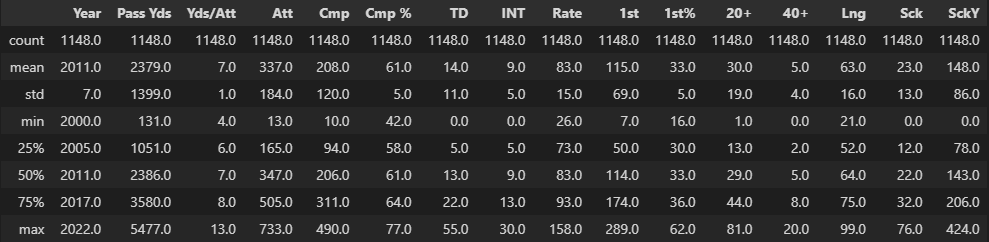 Year Pass Yds Yds/Att Att Cmp Cmp % TD INT Rate 1st 1st% 20+ 40+ Lng Sck SckY
count 1148.0 1148.0 1148.0 1148.0 1148.0 1148.0 1148.0 1148.0 1148.0 1148.0 1148.0 1148.0 1148.0 1148.0 1148.0 1148.0
mean 2011.0 2379.0 7.0 337.0 208.0 61.0 14.0 9.0 83.0 115.0 33.0 30.0 5.0 63.0 23.0 148.0
std 7.0 1399.0 1.0 184.0 120.0 5.0 11.0 5.0 15.0 69.0 5.0 19.0 4.0 16.0 13.0 86.0
min 2000.0 131.0 4.0 13.0 10.0 42.0 0.0 0.0 26.0 7.0 16.0 1.0 0.0 21.0 0.0 0.0
25% 2005.0 1051.0 6.0 165.0 94.0 58.0 5.0 5.0 73.0 50.0 30.0 13.0 2.0 52.0 12.0 78.0
50% 2011.0 2386.0 7.0 347.0 206.0 61.0 13.0 9.0 83.0 114.0 33.0 29.0 5.0 64.0 22.0 143.0
75% 2017.0 3580.0 8.0 505.0 311.0 64.0 22.0 13.0 93.0 174.0 36.0 44.0 8.0 75.0 32.0 206.0
max 2022.0 5477.0 13.0 733.0 490.0 77.0 55.0 30.0 158.0 289.0 62.0 81.0 20.0 99.0 76.0 424.0